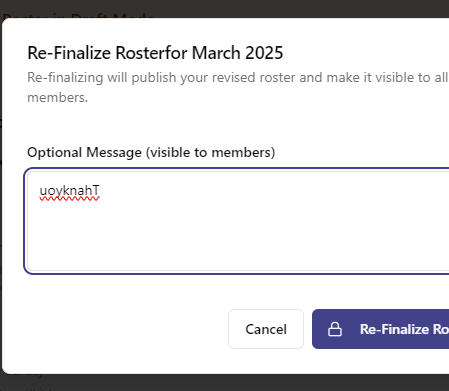 Roster in Draft Mode
Re-Finalize Rosterfor March 2025
Re-finalizing will publish your revised roster and make it visible to all
members.
Optional Message (visible to members)
uoyknahT
Cancel
Re-Finalize Ro